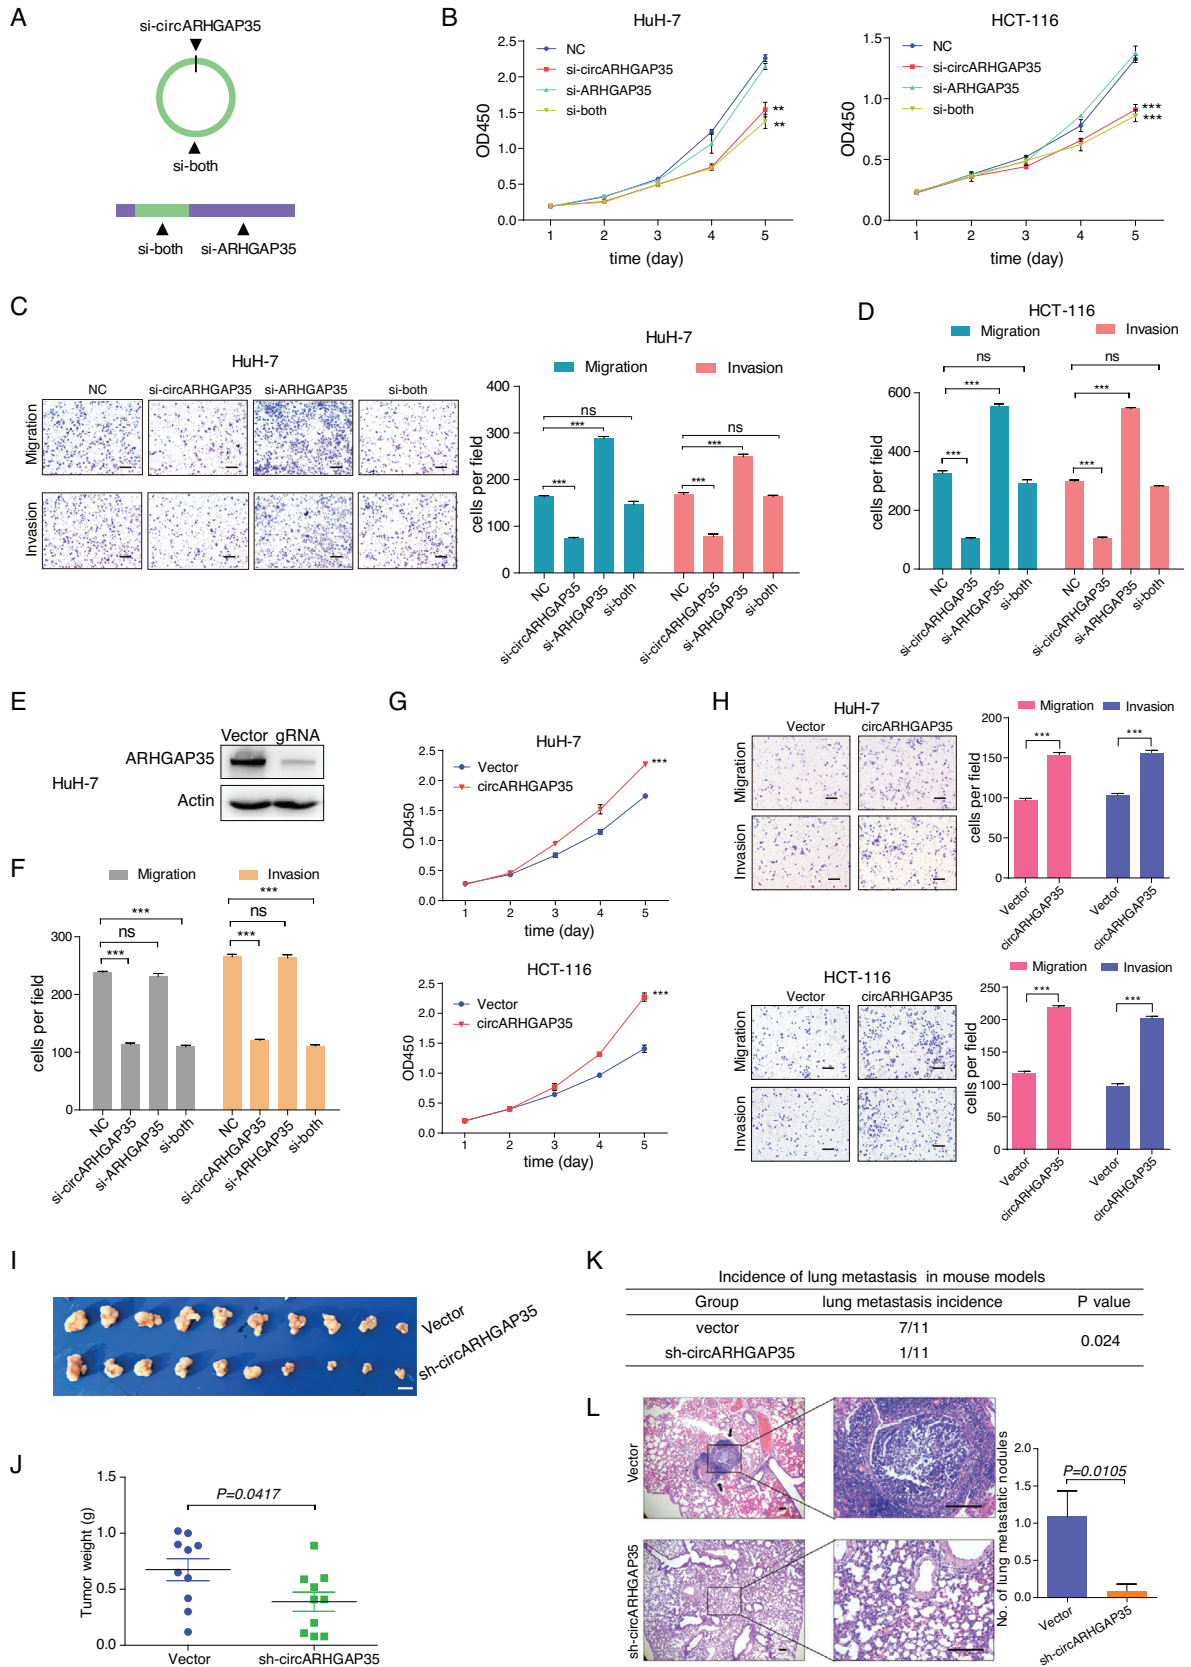 A
si-circARHGAP35
si-both
si-both si-ARHGAP35
B
HuH-7
OD450
2.5
2.0
1.5
1.0
0.5
0.0
NC
si-circARHGAP35
si-ARHGAP35
si-both
**
**
1 2 3 4 5
time (day)
HCT-116
OD450
1.5
1.0
0.5
0.0
NC
si-circARHGAP35
si-ARHGAP35
si-both
***
***
1 2 3 4 5
time (day)
C
HuH-7
NC si-circARHGAP35 si-ARHGAP35 si-both
Migration
Invasion
HuH-7
Migration Invasion
cells per field
400
300
200
100
0
ns
***
***
ns
***
***
NC si-circARHGAP35 si-ARHGAP35 si-both
NC si-circARHGAP35 si-ARHGAP35 si-both
D
HCT-116
Migration Invasion
cells per field
600
400
200
0
ns
***
***
ns
***
***
NC si-circARHGAP35 si-ARHGAP35 si-both
NC si-circARHGAP35 si-ARHGAP35 si-both
E
HuH-7
Vector gRNA
ARHGAP35
Actin
F
Migration Invasion
cells per field
300
200
100
0
***
ns
***
***
ns
***
NC si-circARHGAP35 si-ARHGAP35 si-both
NC si-circARHGAP35 si-ARHGAP35 si-both
G
HuH-7
OD450
2.5
2.0
1.5
1.0
0.5
0.0
Vector
circARHGAP35
***
1 2 3 4 5
time (day)
HCT-116
OD450
2.5
2.0
1.5
1.0
0.5
0.0
Vector
circARHGAP35
***
1 2 3 4 5
time (day)
H
HuH-7
Vector circARHGAP35
Migration
Invasion
Migration Invasion
cells per field
200
150
100
50
0
***
***
Vector circARHGAP35 Vector circARHGAP35
HCT-116
Vector circARHGAP35
Migration
Invasion
Migration Invasion
cells per field
250
200
150
100
50
0
***
***
Vector circARHGAP35 Vector circARHGAP35
I
Vector
sh-circARHGAP35
J
Tumor weight (g)
1.5
1.0
0.5
0.0
P=0.0417
Vector sh-circARHGAP35
K
Incidence of lung metastasis in mouse models
Group lung metastasis incidence P value
vector 7/11
0.024
sh-circARHGAP35 1/11
L
Vector
sh-circARHGAP35
No. of lung metastatic nodules
2.0
1.5
1.0
0.5
0.0
P=0.0105
Vector
sh-circARHGAP35